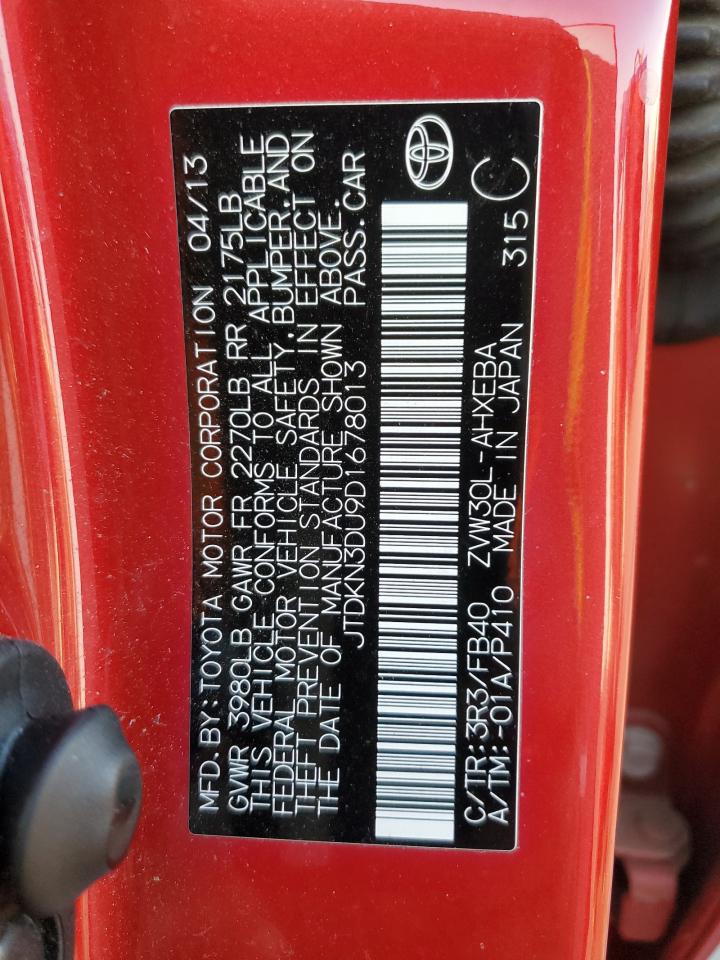 MFD. BY: TOYOTA MOTOR CORPORATION 04/13
GVWR 3980LB GAWR FR 2270LB RR 2175LB
THIS VEHICLE CONFORMS TO ALL APPLICABLE
FEDERAL MOTOR VEHICLE SAFETY, BUMPER, AND
THEFT PREVENTION STANDARDS IN EFFECT ON
THE DATE OF MANUFACTURE SHOWN ABOVE.
JTDKN3DU9D1678013 PASS. CAR
C/TR: 3R3/FB40 ZVW30L-AHXEBA
A/TM: -01A/P410 MADE IN JAPAN 315 C